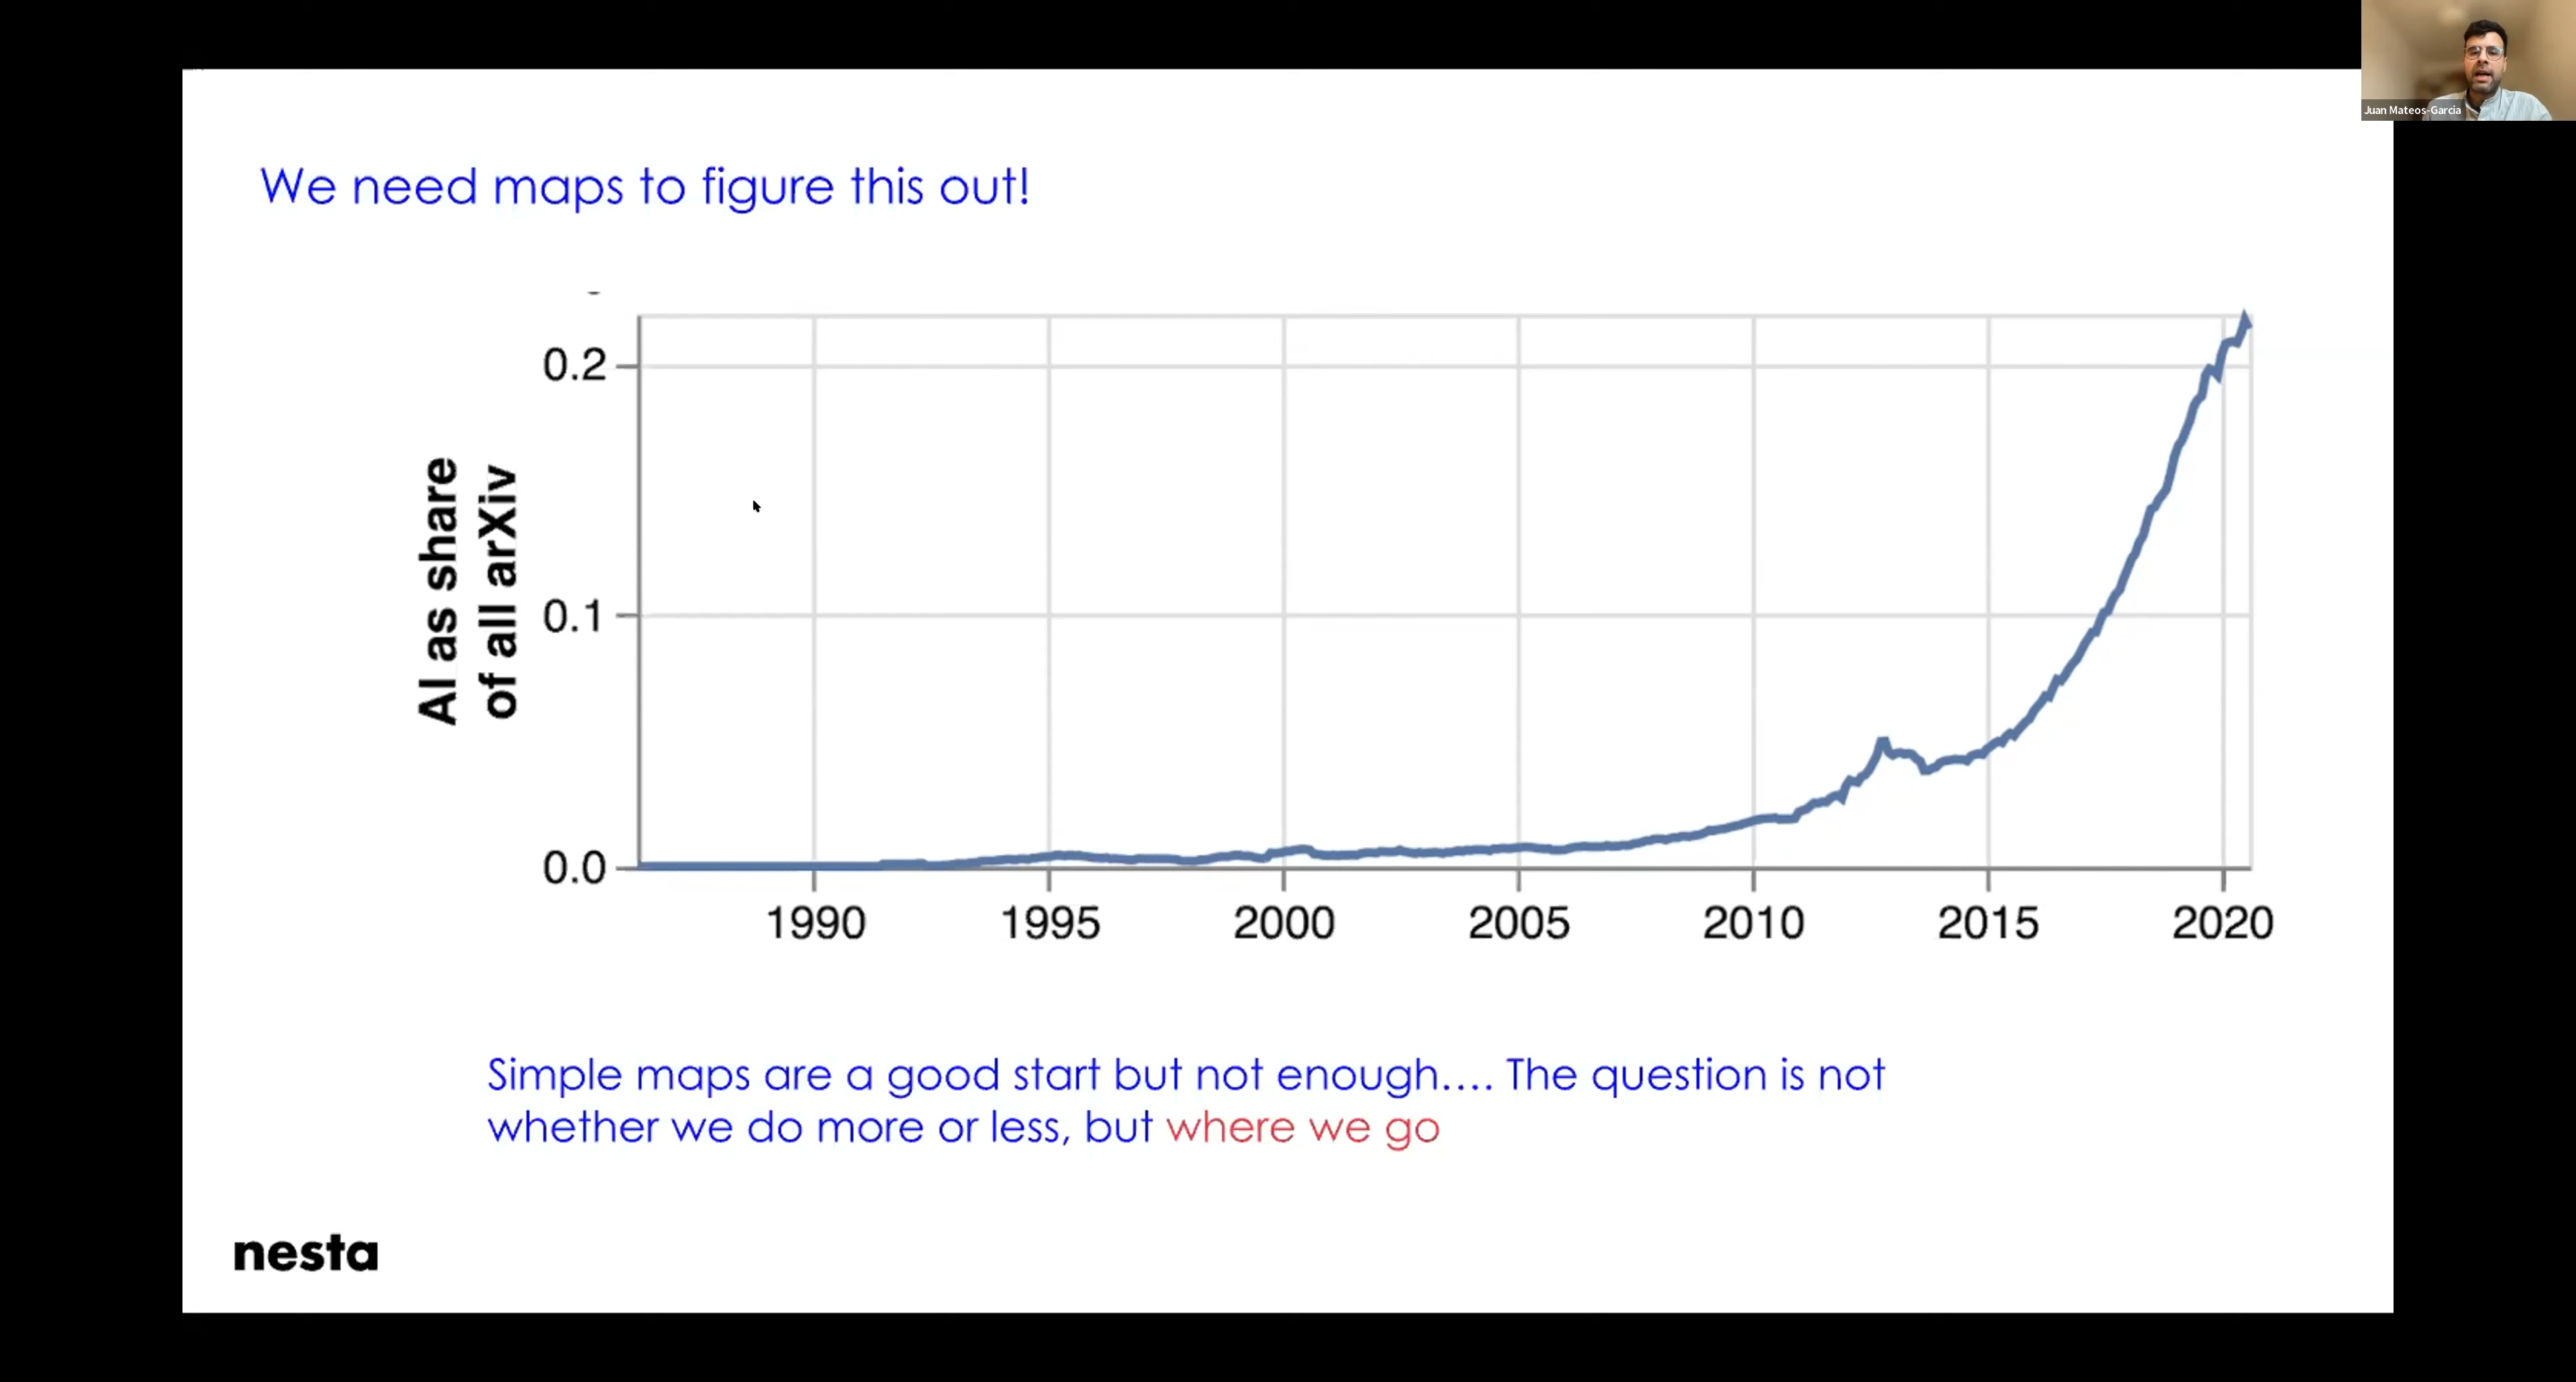 Juan Mateos-Garcia
We need maps to figure this out!
AI as share
of all arXiv
0.2
0.1
0.0
1990 1995 2000 2005 2010 2015 2020
Simple maps are a good start but not enough.... The question is not
whether we do more or less, but where we go
nesta